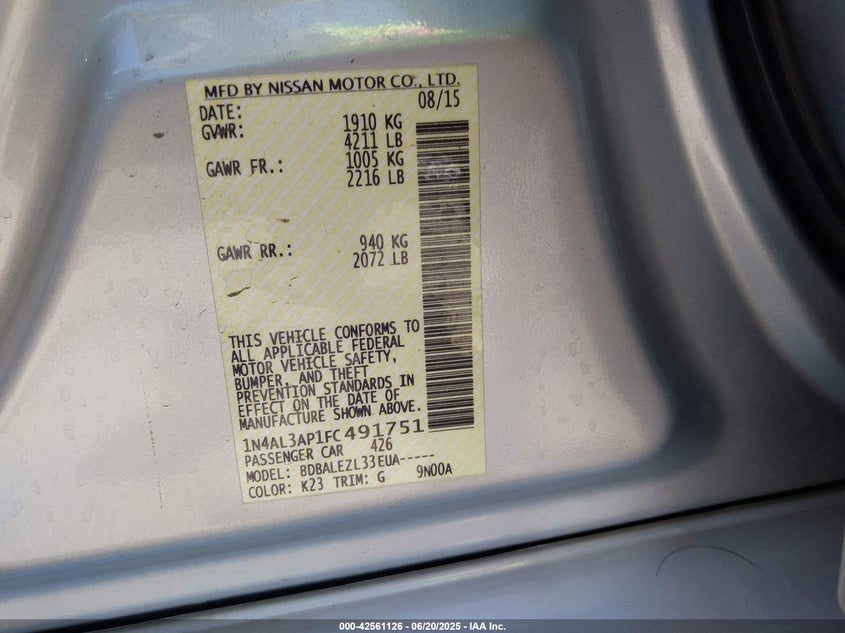 MFD BY NISSAN MOTOR CO., LTD.
DATE: 08/15
GVWR: 1910 KG
4211 LB
GAWR FR.: 1005 KG
2216 LB
GAWR RR.: 940 KG
2072 LB
THIS VEHICLE CONFORMS TO
ALL APPLICABLE FEDERAL
MOTOR VEHICLE SAFETY,
BUMPER, AND THEFT
PREVENTION STANDARDS IN
EFFECT ON THE DATE OF
MANUFACTURE SHOWN ABOVE.
1N4AL3AP1FC491751
PASSENGER CAR 426
MODEL: BDBALEZL33EUA-----
COLOR: K23 TRIM: G 9N00A
000-42561126 - 06/20/2025 - IAA Inc.